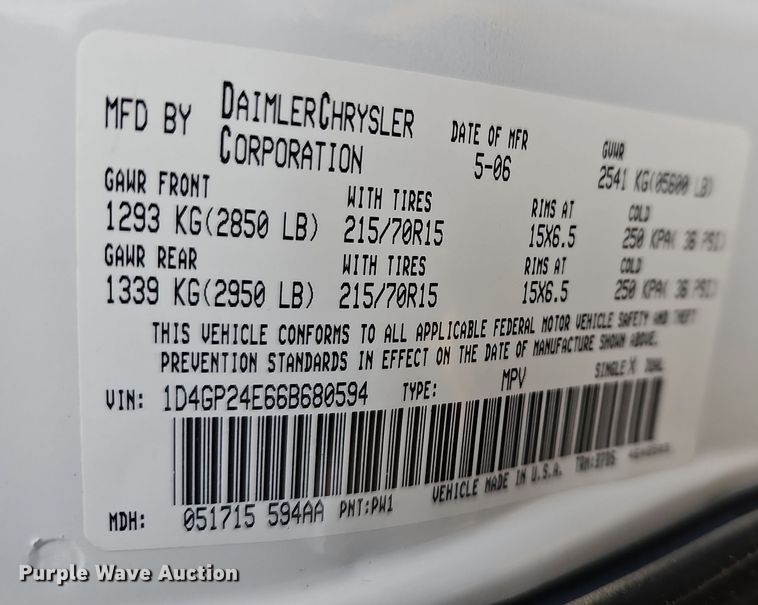 MFD BY DAIMLERCHRYSLER CORPORATION DATE OF MFR 5-06 GVWR 2541 KG(05600 LB)
GAWR FRONT WITH TIRES RIMS AT COLD
1293 KG(2850 LB) 215/70R15 15X6.5 250 KPA( 36 PSI)
GAWR REAR WITH TIRES RIMS AT COLD
1339 KG(2950 LB) 215/70R15 15X6.5 250 KPA( 36 PSI)
THIS VEHICLE CONFORMS TO ALL APPLICABLE FEDERAL MOTOR VEHICLE SAFETY AND THEFT
PREVENTION STANDARDS IN EFFECT ON THE DATE OF MANUFACTURE SHOWN ABOVE.
VIN: 1D4GP24E66B680594 TYPE: MPV SINGLE X DUAL
VEHICLE MADE IN U.S.A.
MDH: 051715 594AA PNT:PW1
Purple Wave Auction